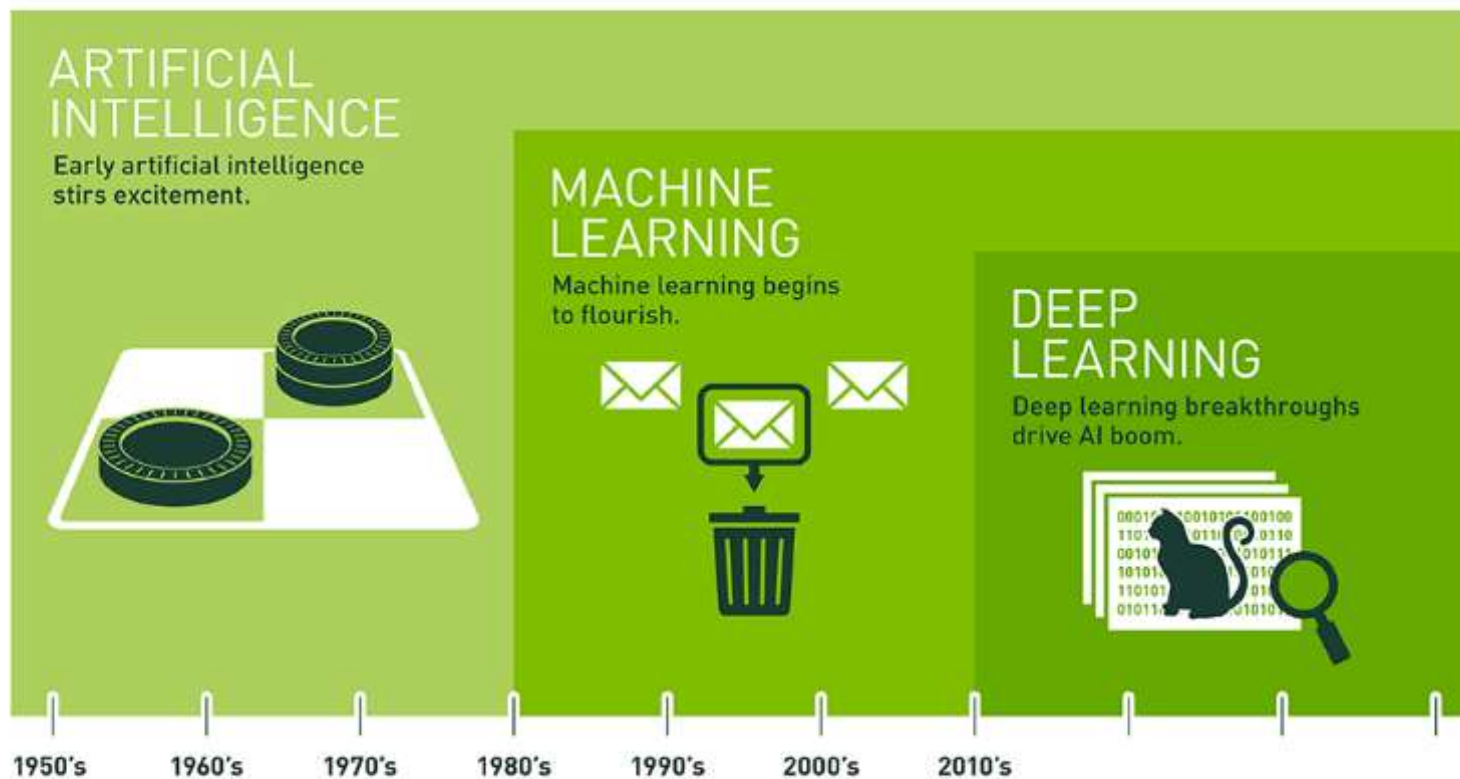 ARTIFICIAL
INTELLIGENCE
Early artificial intelligence
stirs excitement.
MACHINE
LEARNING
Machine learning begins
to flourish.
DEEP
LEARNING
Deep learning breakthroughs
drive AI boom.
1950's 1960's 1970's 1980's 1990's 2000's 2010's